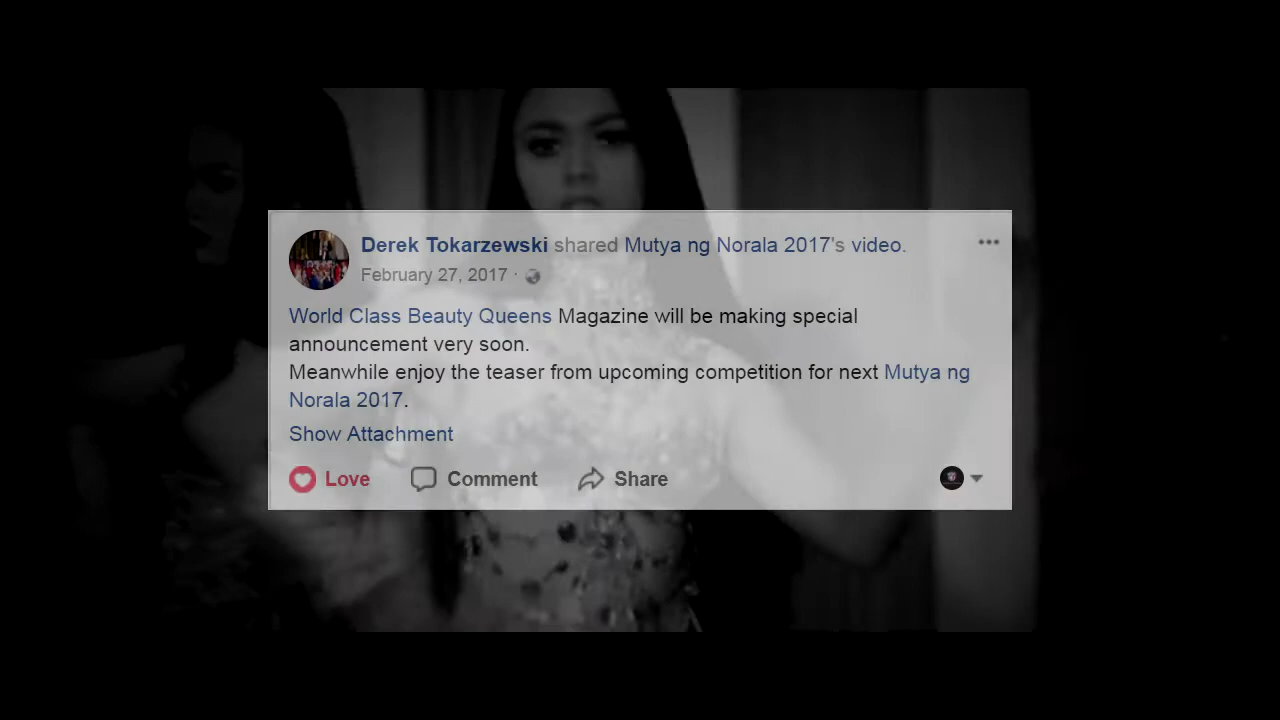 Derek Tokarzewski shared Mutya ng Norala 2017's video.
February 27, 2017 ·
World Class Beauty Queens Magazine will be making special
announcement very soon.
Meanwhile enjoy the teaser from upcoming competition for next Mutya ng
Norala 2017.
Show Attachment
Love Comment Share